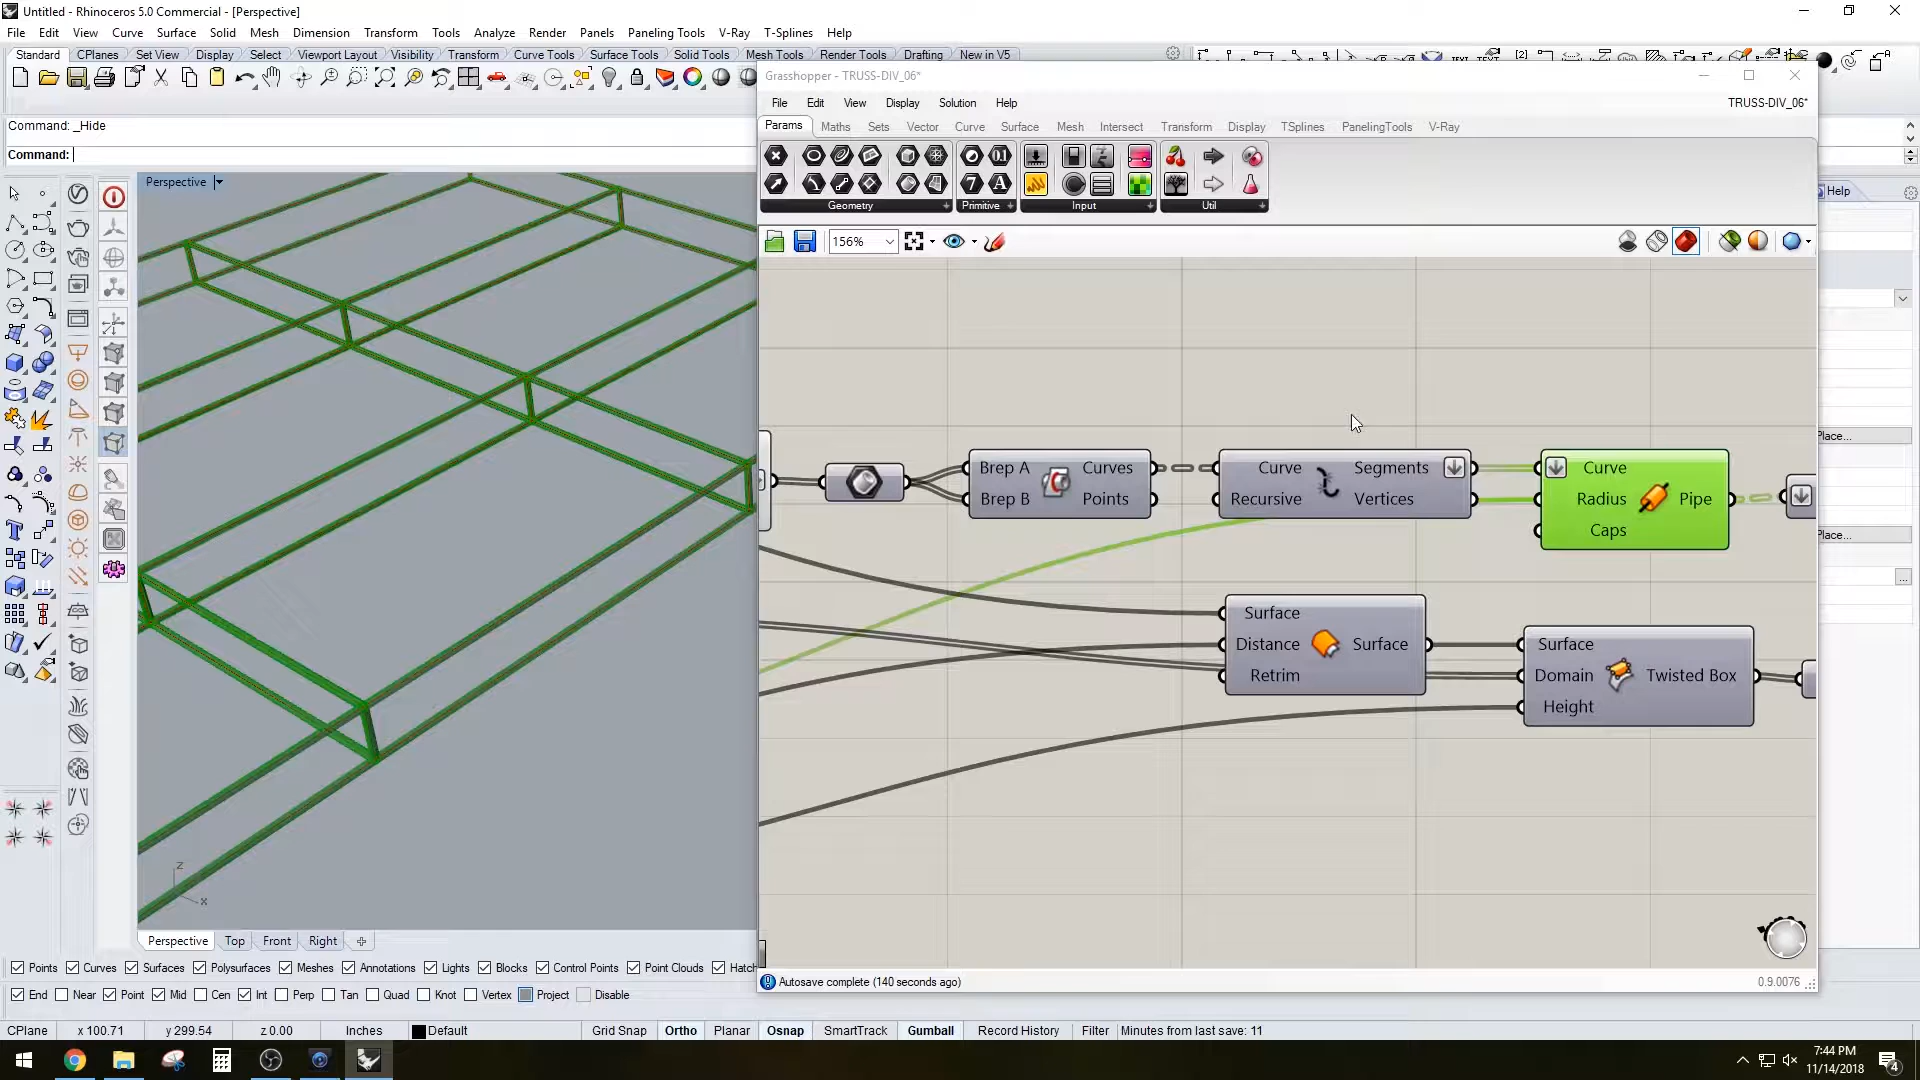 Untitled - Rhinoceros 5.0 Commercial - [Perspective]
File Edit View Curve Surface Solid Mesh Dimension Transform Tools Analyze Render Panels Paneling Tools V-Ray T-Splines Help
Standard CPlanes Set View Display Select Viewport Layout Visibility Transform Curve Tools Surface Tools Solid Tools Mesh Tools Render Tools Drafting New in V5
Command: _Hide
Command:
Perspective
Grasshopper - TRUSS-DIV_06*
File Edit View Display Solution Help
TRUSS-DIV_06*
Params Maths Sets Vector Curve Surface Mesh Intersect Transform Display TSplines PanelingTools V-Ray
Geometry Primitive Input Util
156%
Help
Place...
Place...
...
Brep A Curves
Brep B Points
Curve Segments
Recursive Vertices
Curve
Radius Pipe
Caps
Surface
Distance Surface
Retrim
Surface
Domain Twisted Box
Height
z
x
Autosave complete (140 seconds ago)
0.9.0076
Perspective Top Front Right
Points Curves Surfaces Polysurfaces Meshes Annotations Lights Blocks Control Points Point Clouds Hatch
End Near Point Mid Cen Int Perp Tan Quad Knot Vertex Project Disable
CPlane x 100.71 y 299.54 z 0.00 Inches Default Grid Snap Ortho Planar Osnap SmartTrack Gumball Record History Filter Minutes from last save: 11
7:44 PM
11/14/2018
4